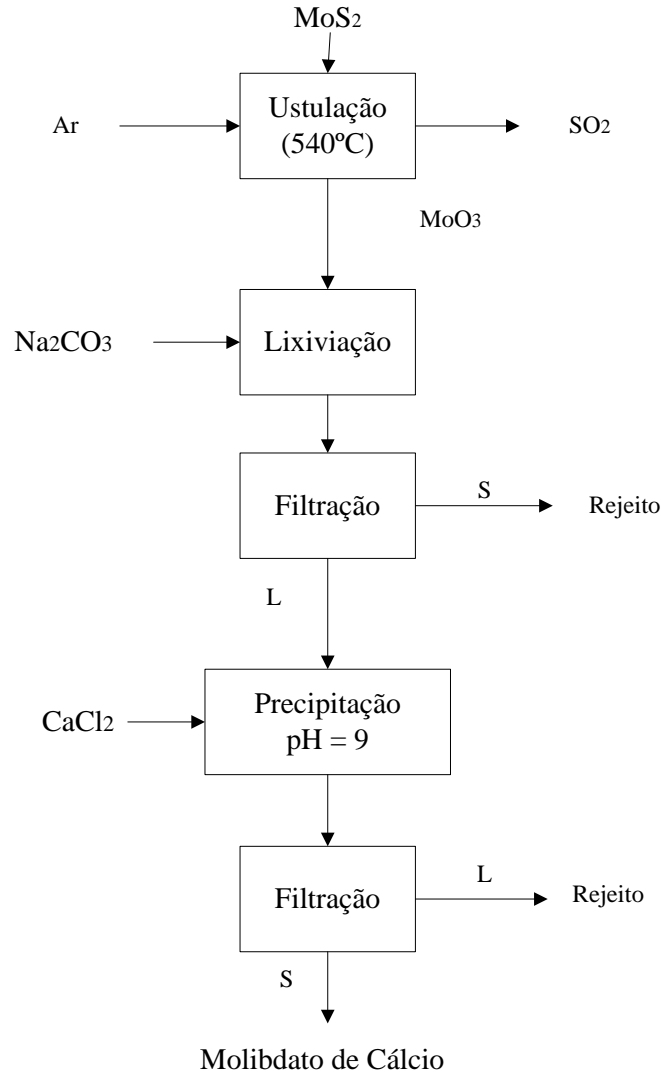 MoS2
Ustulação
(540ºC)
Ar
SO2
MoO3
Na2CO3
Lixiviação
Filtração
S
Rejeito
L
CaCl2
Precipitação
pH = 9
Filtração
L
Rejeito
S
Molibdato de Cálcio